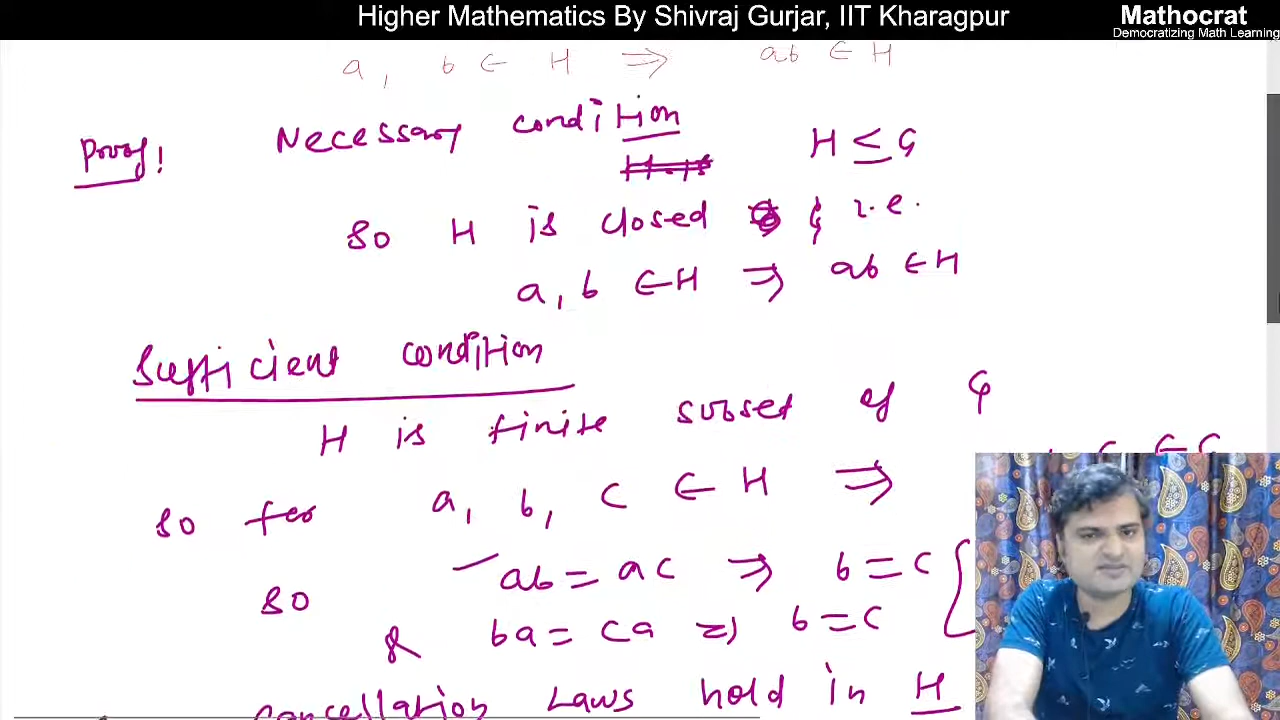 Higher Mathematics By Shivraj Gurjar, IIT Kharagpur
Mathocrat
Democratizing Math Learning
a, b ∈ H ⇒ ab ∈ H
Proof! Necessary condition
H ≤ G
So H is closed & i.e.
a, b ∈ H ⇒ ab ∈ H
Sufficient condition
H is finite subset of G
so for a, b, c ∈ H ⇒
so ab = ac ⇒ b = c {
& ba = ca ⇒ b = c
cancellation Laws hold in H